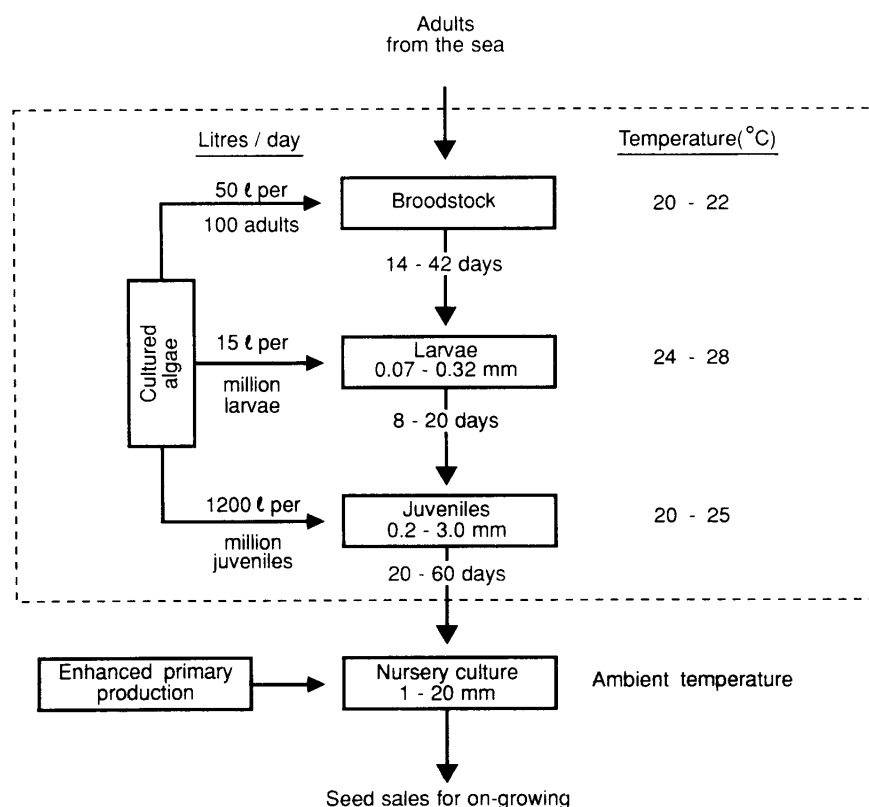 Adults
from the sea
Litres / day
Temperature(°C)
50 ℓ per
100 adults
Broodstock
20 - 22
14 - 42 days
Cultured
algae
15 ℓ per
million
larvae
Larvae
0.07 - 0.32 mm
24 - 28
8 - 20 days
1200 ℓ per
million
juveniles
Juveniles
0.2 - 3.0 mm
20 - 25
20 - 60 days
Enhanced primary
production
Nursery culture
1 - 20 mm
Ambient temperature
Seed sales for on-growing